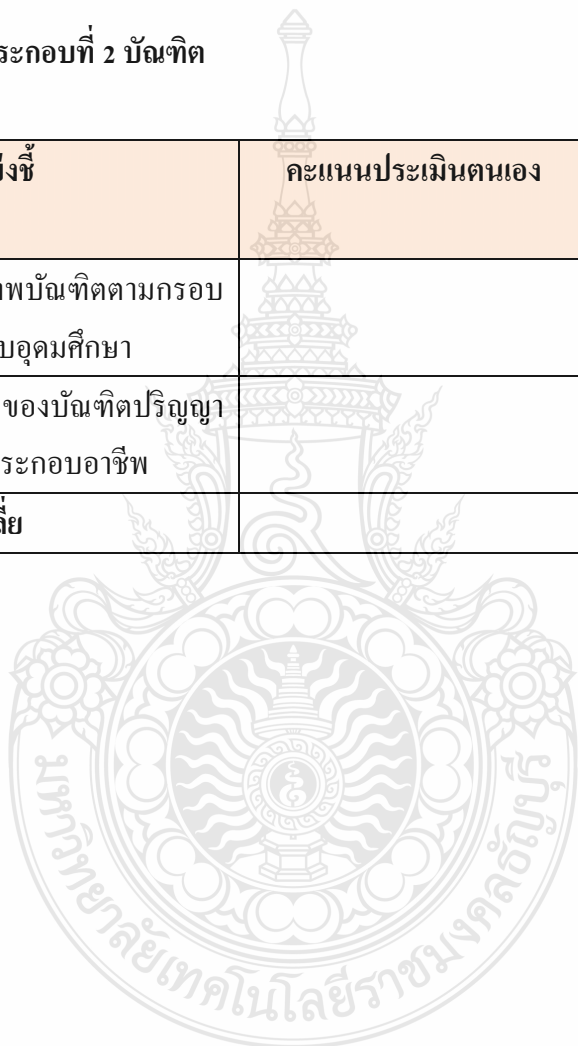 ระกอบที่ 2 บัณฑิต
งชี้
คะแนนประเมินตนเอง
าพบัณฑิตตามกรอบ
บอุดมศึกษา
ของบัณฑิตปริญญา
ระกอบอาชีพ
ลี่ย
มหาวิทยาลัยเทคโนโลยีราชมงคลธัญบุรี